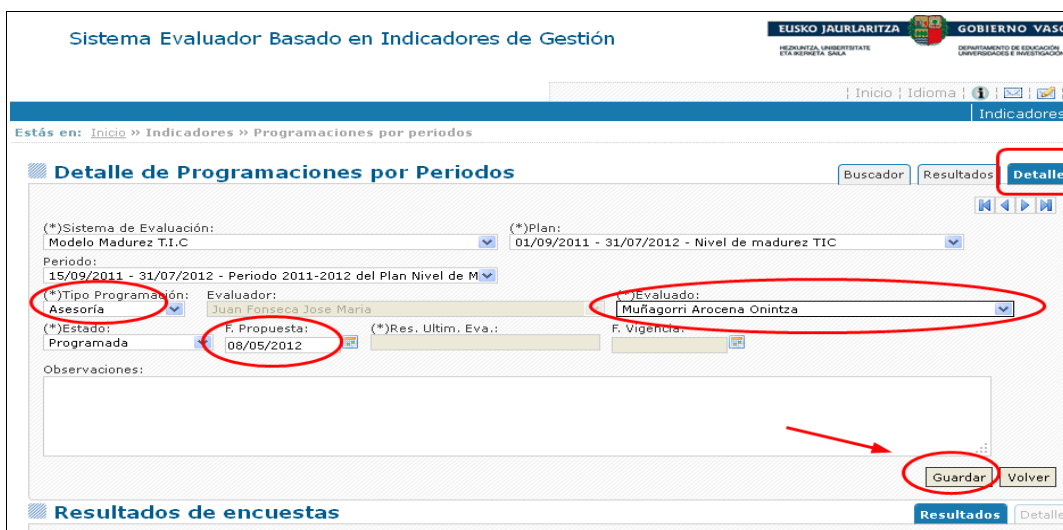 Sistema Evaluador Basado en Indicadores de Gestión
EUSKO JAURLARITZA GOBIERNO VASC
HEZKUNTZA, UNIBERTSITATE
ETA IKERKETA SAILA
DEPARTAMENTO DE EDUCACIÓN
UNIVERSIDADES E INVESTIGACIÓN
¦ Inicio ¦ Idioma ¦
Indicadores
Estás en: Inicio » Indicadores » Programaciones por periodos
Detalle de Programaciones por Periodos
Buscador Resultados Detalle
(*)Sistema de Evaluación: (*)Plan:
Modelo Madurez T.I.C 01/09/2011 - 31/07/2012 - Nivel de madurez TIC
Periodo:
15/09/2011 - 31/07/2012 - Periodo 2011-2012 del Plan Nivel de M
(*)Tipo Programación: Evaluador: (*)Evaluado:
Asesoría Juan Fonseca Jose Maria Muñagorri Arocena Onintza
(*)Estado: F. Propuesta: (*)Res. Ultim. Eva.: F. Vigencia:
Programada 08/05/2012
Observaciones:
Guardar Volver
Resultados de encuestas
Resultados Detalle